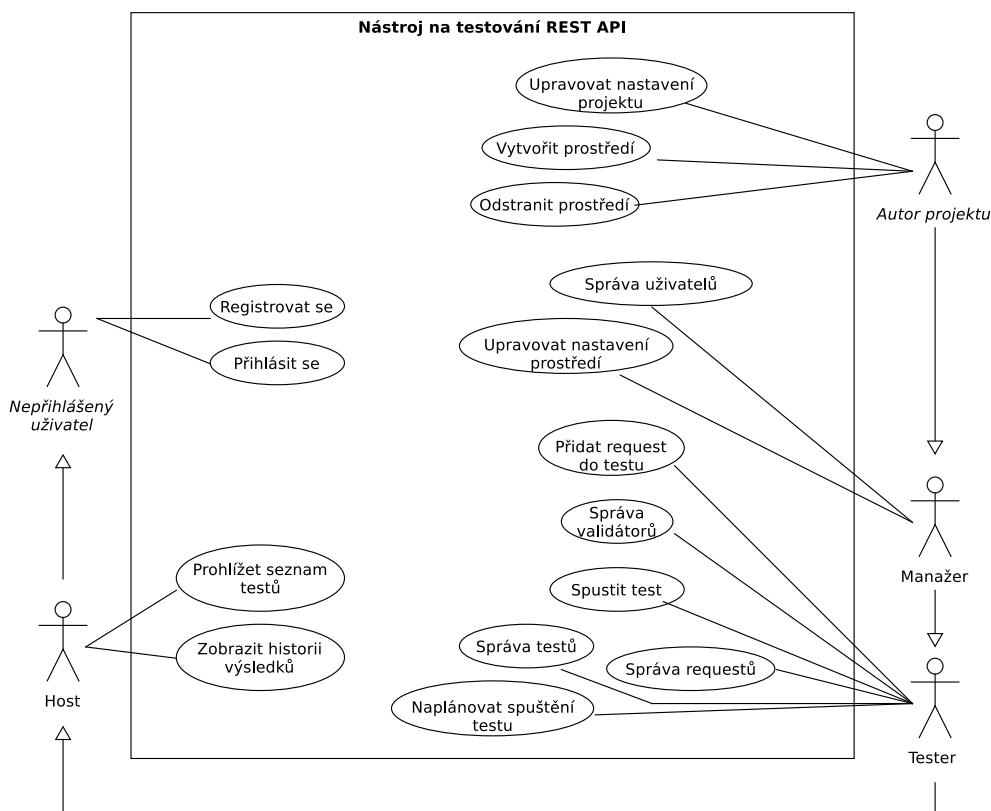 Nástroj na testování REST API
Upravovat nastavení
projektu
Vytvořit prostředí
Odstranit prostředí
Autor projektu
Správa uživatelů
Registrovat se
Upravovat nastavení
prostředí
Přihlásit se
Nepřihlášený
uživatel
Přidat request
do testu
Správa
validátorů
Manažer
Prohlížet seznam
testů
Spustit test
Zobrazit historii
výsledků
Správa testů
Správa requestů
Host
Naplánovat spuštění
testu
Tester